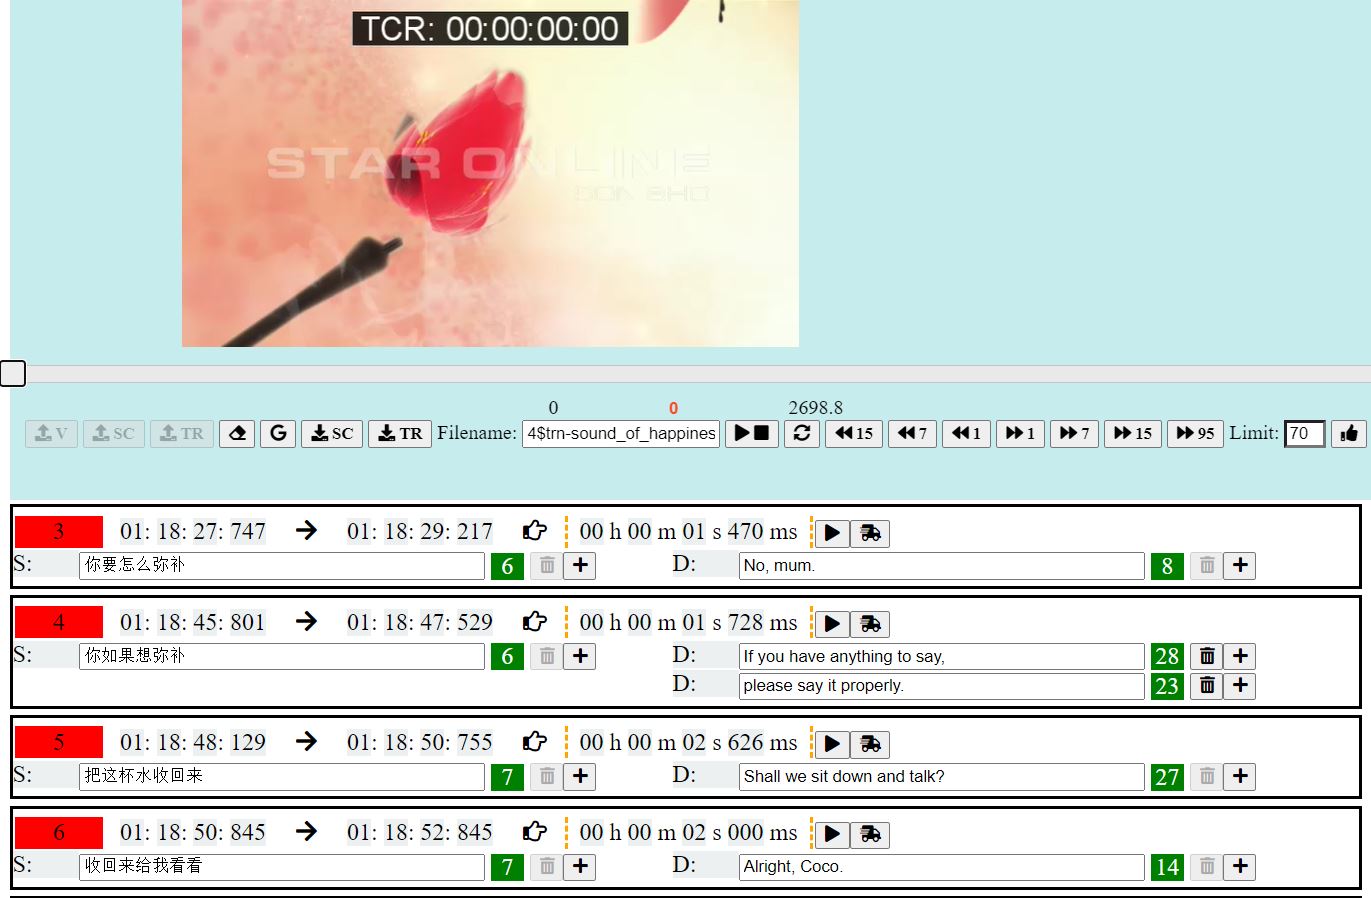 TCR: 00:00:00:00
STAR ONLINE
SDN BHD
0 0 2698.8
V SC TR G SC TR Filename: 4$trn-sound_of_happines 15 7 1 1 7 15 95 Limit: 70
3 01: 18: 27: 747 → 01: 18: 29: 217 00 h 00 m 01 s 470 ms
S: 你要怎么弥补 6 + D: No, mum. 8 +
4 01: 18: 45: 801 → 01: 18: 47: 529 00 h 00 m 01 s 728 ms
S: 你如果想弥补 6 + D: If you have anything to say, 28 +
D: please say it properly. 23 +
5 01: 18: 48: 129 → 01: 18: 50: 755 00 h 00 m 02 s 626 ms
S: 把这杯水收回来 7 + D: Shall we sit down and talk? 27 +
6 01: 18: 50: 845 → 01: 18: 52: 845 00 h 00 m 02 s 000 ms
S: 收回来给我看看 7 + D: Alright, Coco. 14 +